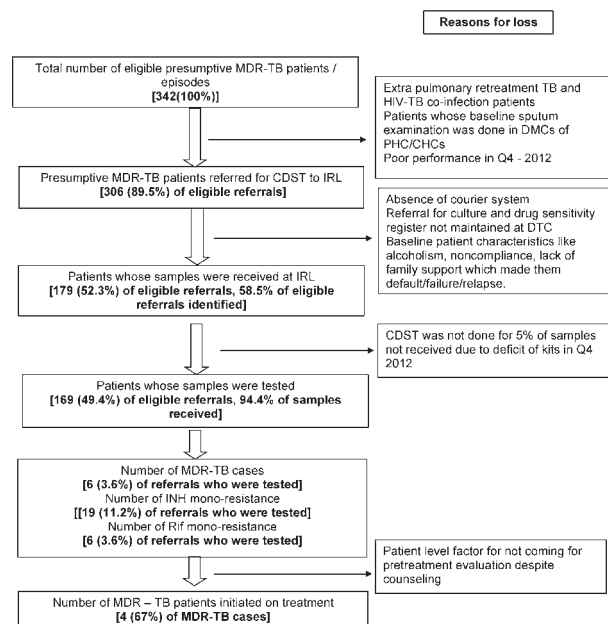 Reasons for loss
Total number of eligible presumptive MDR-TB patients /
episodes
[342(100%)]
Extra pulmonary retreatment TB and
HIV-TB co-infection patients
Patients whose baseline sputum
examination was done in DMCs of
PHC/CHCs
Poor performance in Q4 - 2012
Presumptive MDR-TB patients referred for CDST to IRL
[306 (89.5%) of eligible referrals]
Absence of courier system
Referral for culture and drug sensitivity
register not maintained at DTC
Baseline patient characteristics like
alcoholism, noncompliance, lack of
family support which made them
default/failure/relapse.
Patients whose samples were received at IRL
[179 (52.3%) of eligible referrals, 58.5% of eligible
referrals identified]
CDST was not done for 5% of samples
not received due to deficit of kits in Q4
2012
Patients whose samples were tested
[169 (49.4%) of eligible referrals, 94.4% of samples
received]
Number of MDR-TB cases
[6 (3.6%) of referrals who were tested]
Number of INH mono-resistance
[[19 (11.2%) of referrals who were tested]
Number of Rif mono-resistance
[6 (3.6%) of referrals who were tested]
Patient level factor for not coming for
pretreatment evaluation despite
counseling
Number of MDR – TB patients initiated on treatment
[4 (67%) of MDR-TB cases]